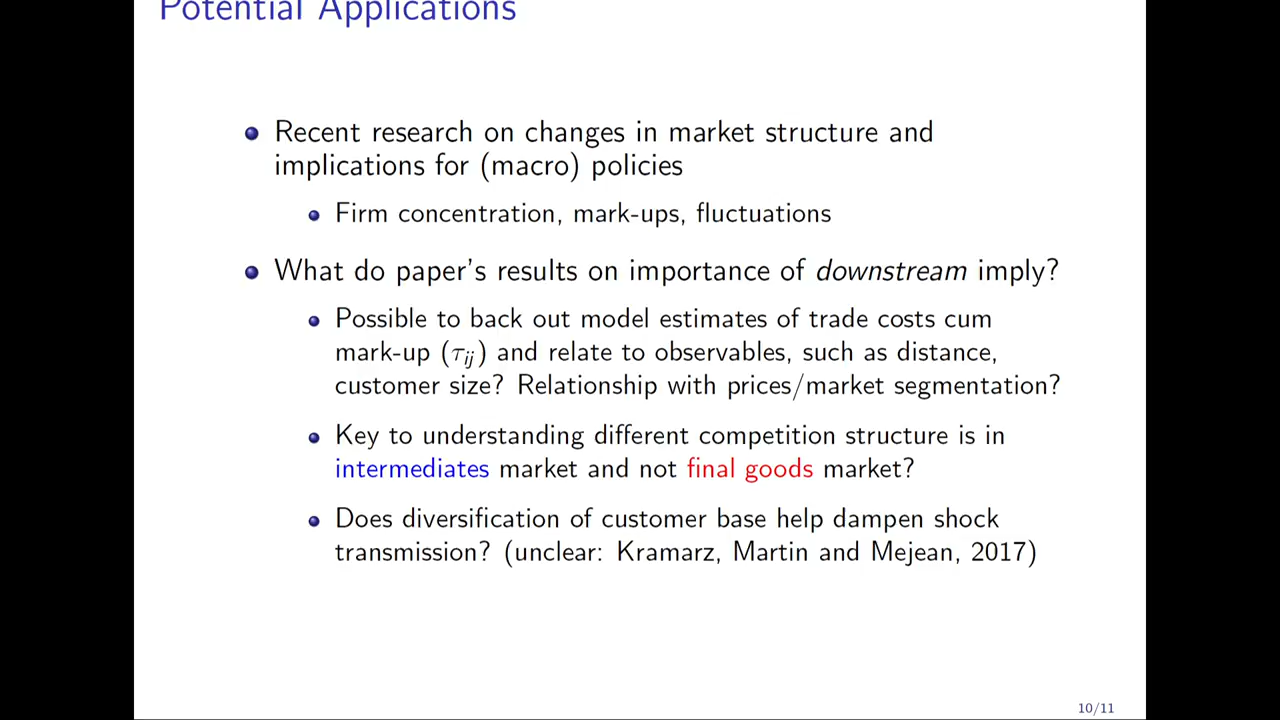 Potential Applications
Recent research on changes in market structure and
implications for (macro) policies
Firm concentration, mark-ups, fluctuations
What do paper's results on importance of downstream imply?
Possible to back out model estimates of trade costs cum
mark-up (τij) and relate to observables, such as distance,
customer size? Relationship with prices/market segmentation?
Key to understanding different competition structure is in
intermediates market and not final goods market?
Does diversification of customer base help dampen shock
transmission? (unclear: Kramarz, Martin and Mejean, 2017)
10/11